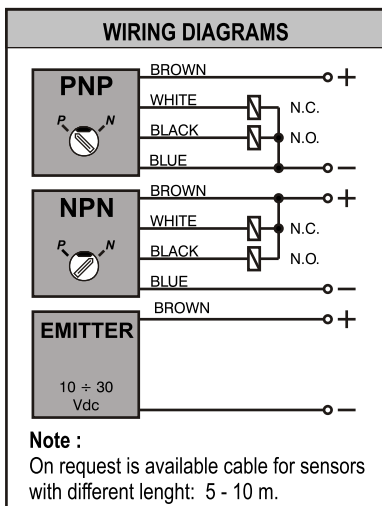 WIRING DIAGRAMS
PNP
P N
BROWN +
WHITE N.C.
BLACK N.O.
BLUE –
NPN
P N
BROWN +
WHITE N.C.
BLACK N.O.
BLUE –
EMITTER
10 ÷ 30
Vdc
BROWN +
–
Note :
On request is available cable for sensors
with different lenght: 5 - 10 m.